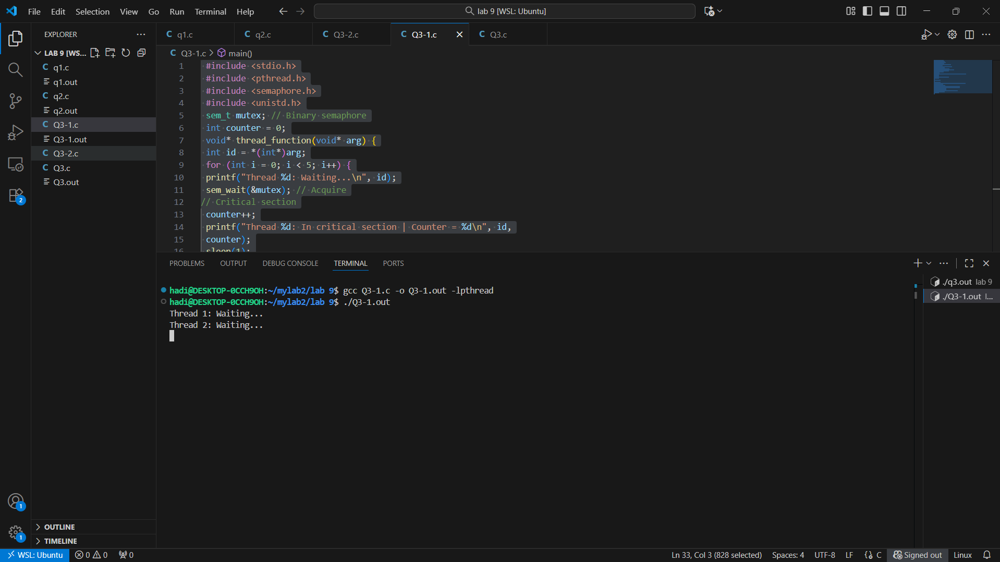 File Edit Selection View Go Run Terminal Help
lab 9 [WSL: Ubuntu]
EXPLORER
LAB 9 [WS...
q1.c
q1.out
q2.c
q2.out
Q3-1.c
Q3-1.out
Q3-2.c
Q3.c
Q3.out
OUTLINE
TIMELINE
2
1
1
C q1.c C q2.c C Q3-2.c C Q3-1.c C Q3.c
C Q3-1.c > main()
1 #include <stdio.h>
2 #include <pthread.h>
3 #include <semaphore.h>
4 #include <unistd.h>
5 sem_t mutex; // Binary semaphore
6 int counter = 0;
7 void* thread_function(void* arg) {
8 int id = *(int*)arg;
9 for (int i = 0; i < 5; i++) {
10 printf("Thread %d: Waiting...\n", id);
11 sem_wait(&mutex); // Acquire
12 // Critical section
13 counter++;
14 printf("Thread %d: In critical section | Counter = %d\n", id,
15 counter);
16 sleep(1);
PROBLEMS OUTPUT DEBUG CONSOLE TERMINAL PORTS
hadi@DESKTOP-0CCH9OH:~/mylab2/lab 9$ gcc Q3-1.c -o Q3-1.out -lpthread
hadi@DESKTOP-0CCH9OH:~/mylab2/lab 9$ ./Q3-1.out
Thread 1: Waiting...
Thread 2: Waiting...
./q3.out lab 9
./Q3-1.out l...
WSL: Ubuntu 0 0 0 Ln 33, Col 3 (828 selected) Spaces: 4 UTF-8 LF C Signed out Linux